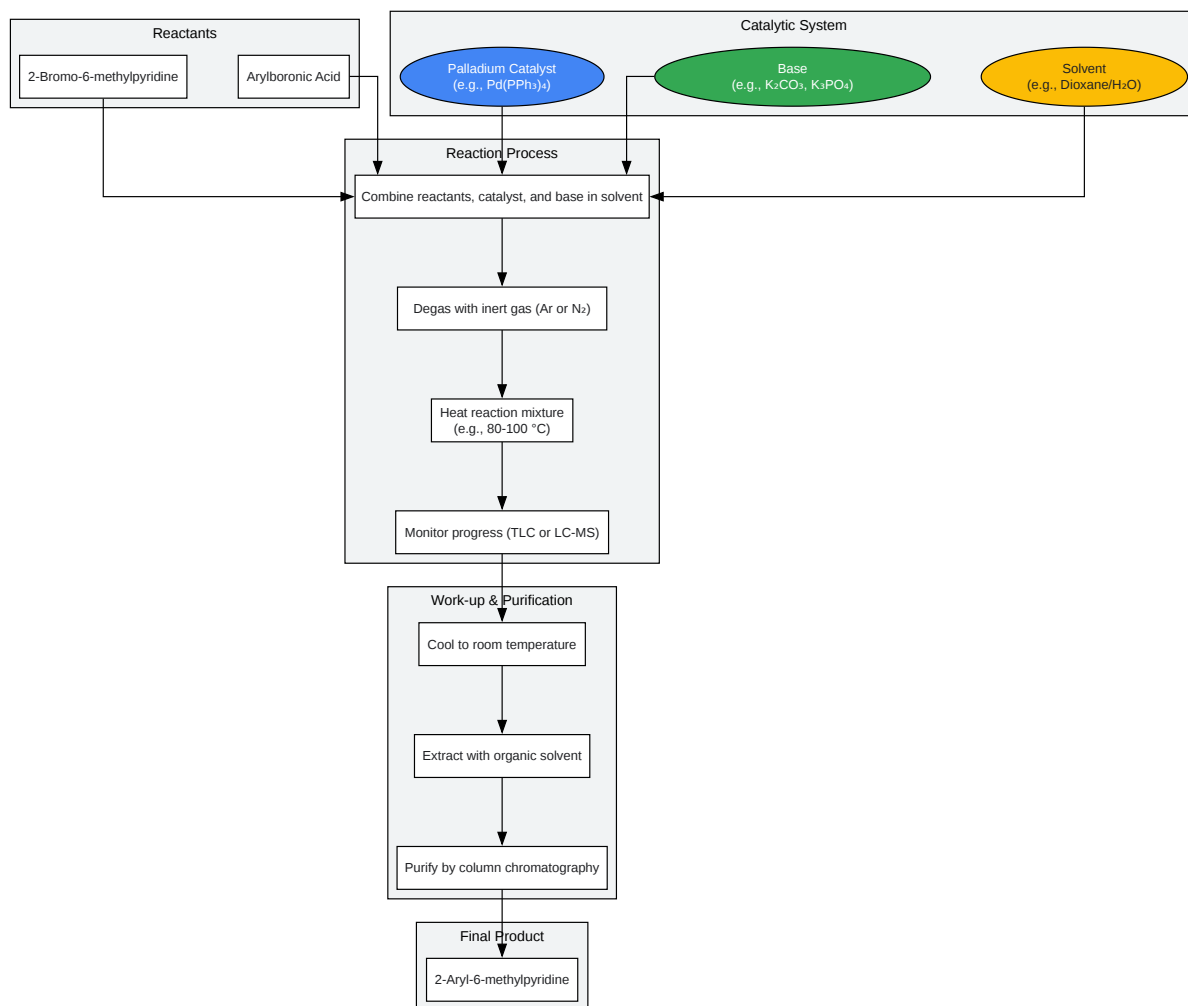 Reactants
2-Bromo-6-methylpyridine
Arylboronic Acid
Catalytic System
Palladium Catalyst
(e.g., Pd(PPh₃)₄)
Base
(e.g., K₂CO₃, K₃PO₄)
Solvent
(e.g., Dioxane/H₂O)
Reaction Process
Combine reactants, catalyst, and base in solvent
Degas with inert gas (Ar or N₂)
Heat reaction mixture
(e.g., 80-100 °C)
Monitor progress (TLC or LC-MS)
Work-up & Purification
Cool to room temperature
Extract with organic solvent
Purify by column chromatography
Final Product
2-Aryl-6-methylpyridine